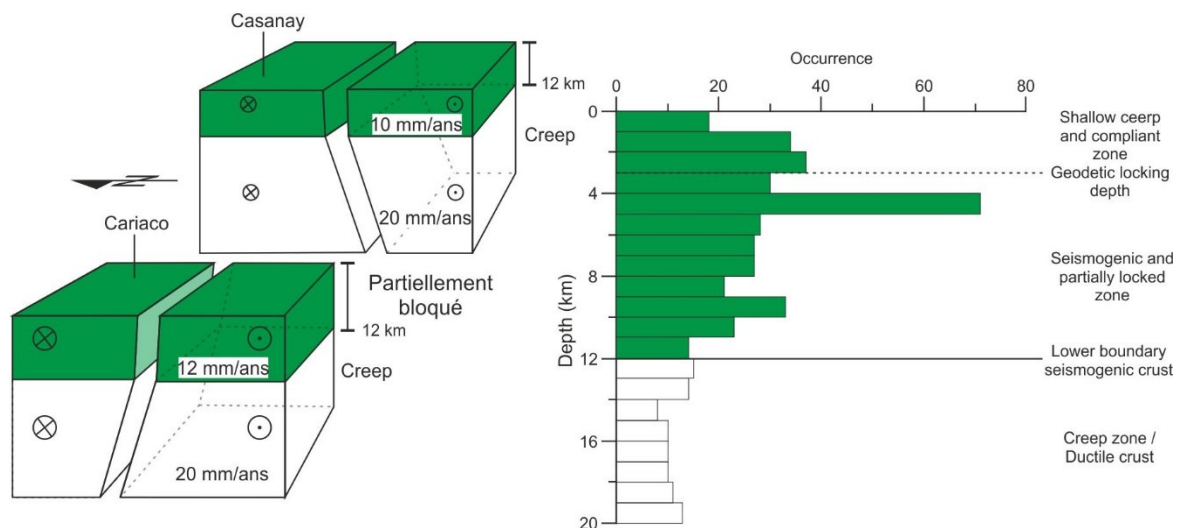 Casanay
12 km
10 mm/ans
Creep
20 mm/ans
N
Cariaco
Partiellement
bloqué
12 km
12 mm/ans
Creep
20 mm/ans
Occurrence
0 20 40 60 80
Depth (km)
0
4
8
12
16
20
Shallow ceerp
and compliant
zone
Geodetic locking
depth
Seismogenic and
partially locked
zone
Lower boundary
seismogenic crust
Creep zone /
Ductile crust